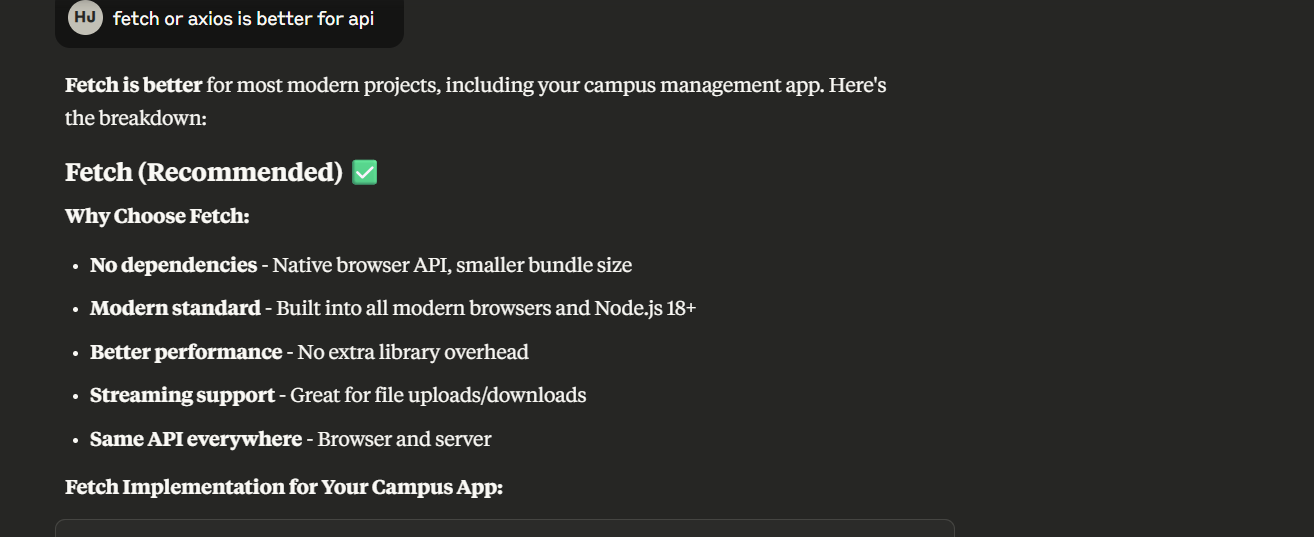 HJ fetch or axios is better for api
Fetch is better for most modern projects, including your campus management app. Here's
the breakdown:
Fetch (Recommended) ✅
Why Choose Fetch:
• No dependencies - Native browser API, smaller bundle size
• Modern standard - Built into all modern browsers and Node.js 18+
• Better performance - No extra library overhead
• Streaming support - Great for file uploads/downloads
• Same API everywhere - Browser and server
Fetch Implementation for Your Campus App: